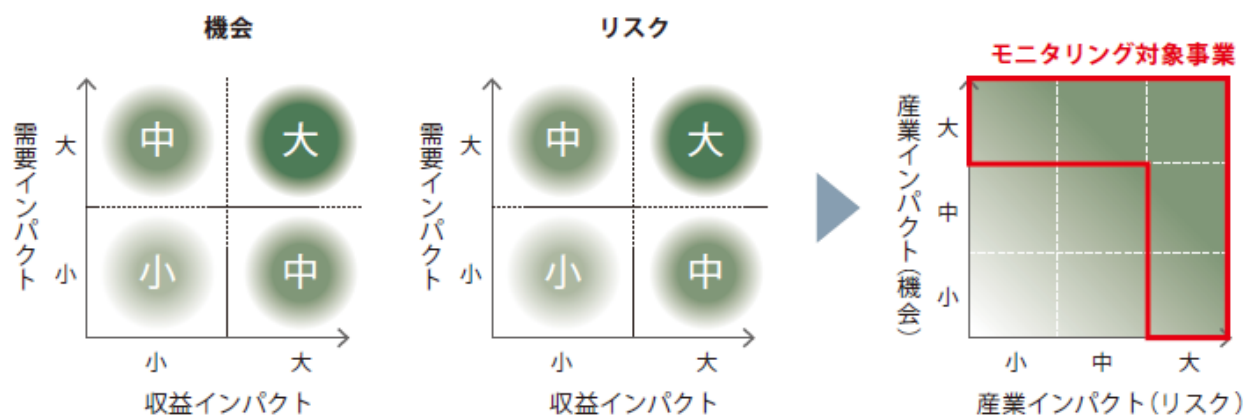 機会
需要インパクト
大
小
中
大
小
中
小
大
収益インパクト
リスク
需要インパクト
大
小
中
大
小
中
小
大
収益インパクト
モニタリング対象事業
産業インパクト（機会）
大
中
小
小
中
大
産業インパクト（リスク）